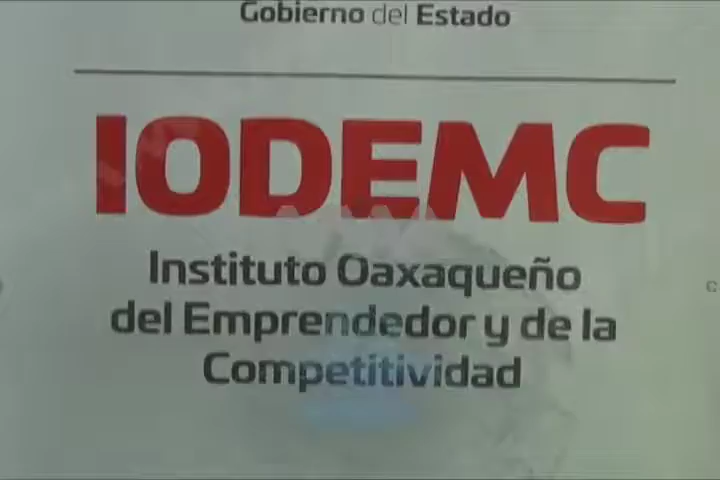 Gobierno del Estado
IODEMC
Instituto Oaxaqueño
del Emprendedor y de la
Competitividad